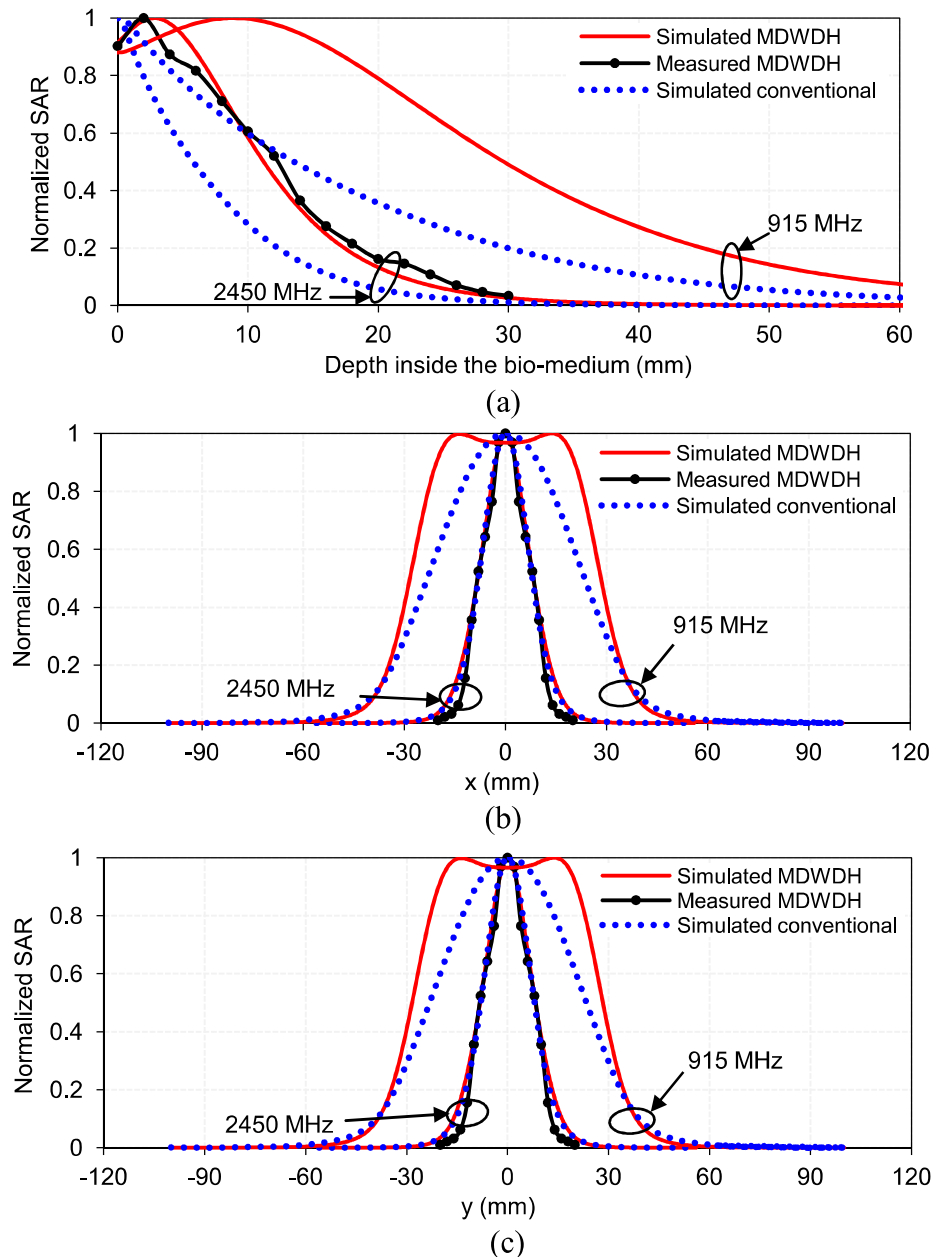 1
0.8
0.6
0.4
0.2
0
Normalized SAR
Simulated MDWDH
Measured MDWDH
Simulated conventional
915 MHz
2450 MHz
0 10 20 30 40 50 60
Depth inside the bio-medium (mm)
(a)
1
0.8
0.6
0.4
0.2
0
Normalized SAR
Simulated MDWDH
Measured MDWDH
Simulated conventional
915 MHz
2450 MHz
-120 -90 -60 -30 0 30 60 90 120
x (mm)
(b)
1
0.8
0.6
0.4
0.2
0
Normalized SAR
Simulated MDWDH
Measured MDWDH
Simulated conventional
915 MHz
2450 MHz
-120 -90 -60 -30 0 30 60 90 120
y (mm)
(c)